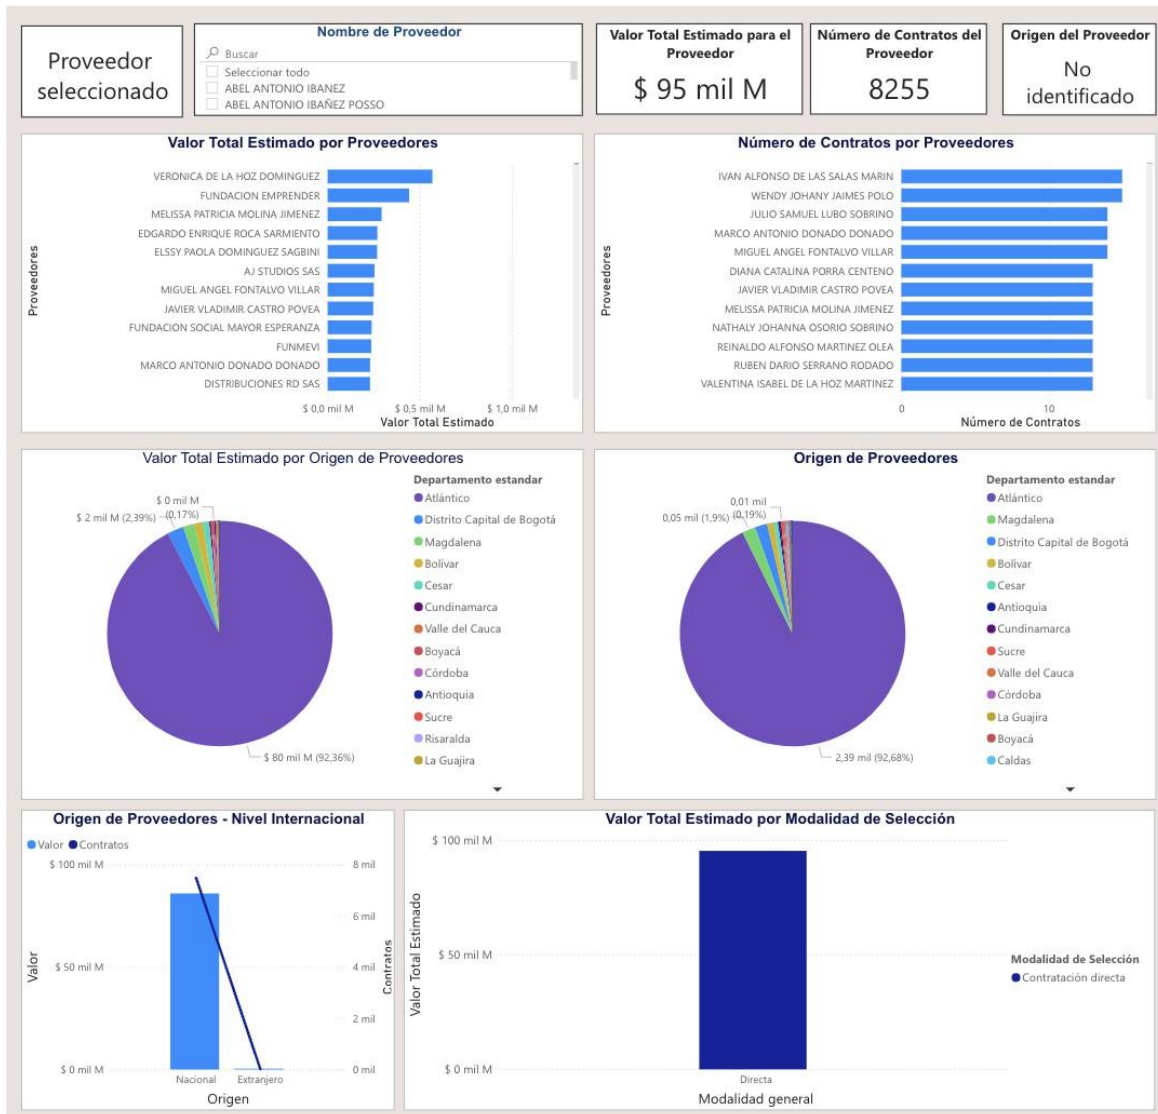 Proveedor
seleccionado
Nombre de Proveedor
Buscar
Seleccionar todo
ABEL ANTONIO IBANEZ
ABEL ANTONIO IBAÑEZ POSSO
Valor Total Estimado para el
Proveedor
$ 95 mil M
Número de Contratos del
Proveedor
8255
Origen del Proveedor
No
identificado
Valor Total Estimado por Proveedores
Proveedores
VERONICA DE LA HOZ DOMINGUEZ
FUNDACION EMPRENDER
MELISSA PATRICIA MOLINA JIMENEZ
EDGARDO ENRIQUE ROCA SARMIENTO
ELSSY PAOLA DOMINGUEZ SAGBINI
AJ STUDIOS SAS
MIGUEL ANGEL FONTALVO VILLAR
JAVIER VLADIMIR CASTRO POVEA
FUNDACION SOCIAL MAYOR ESPERANZA
FUNMEVI
MARCO ANTONIO DONADO DONADO
DISTRIBUCIONES RD SAS
$ 0,0 mil M $ 0,5 mil M $ 1,0 mil M
Valor Total Estimado
Número de Contratos por Proveedores
Proveedores
IVAN ALFONSO DE LAS SALAS MARIN
WENDY JOHANY JAIMES POLO
JULIO SAMUEL LUBO SOBRINO
MARCO ANTONIO DONADO DONADO
MIGUEL ANGEL FONTALVO VILLAR
DIANA CATALINA PORRA CENTENO
JAVIER VLADIMIR CASTRO POVEA
MELISSA PATRICIA MOLINA JIMENEZ
NATHALY JOHANNA OSORIO SOBRINO
REINALDO ALFONSO MARTINEZ OLEA
RUBEN DARIO SERRANO RODADO
VALENTINA ISABEL DE LA HOZ MARTINEZ
0 10
Número de Contratos
Valor Total Estimado por Origen de Proveedores
$ 0 mil M
(0,17%)
$ 2 mil M (2,39%)
$ 80 mil M (92,36%)
Departamento estandar
Atlántico
Distrito Capital de Bogotá
Magdalena
Bolívar
Cesar
Cundinamarca
Valle del Cauca
Boyacá
Córdoba
Antioquia
Sucre
Risaralda
La Guajira
Origen de Proveedores
0,01 mil
(0,19%)
0,05 mil (1,9%)
2,39 mil (92,68%)
Departamento estandar
Atlántico
Magdalena
Distrito Capital de Bogotá
Bolívar
Cesar
Antioquia
Cundinamarca
Sucre
Valle del Cauca
Córdoba
La Guajira
Boyacá
Caldas
Origen de Proveedores - Nivel Internacional
Valor Contratos
$ 100 mil M 8 mil
6 mil
$ 50 mil M 4 mil
2 mil
$ 0 mil M 0 mil
Valor
Contratos
Nacional Extranjero
Origen
Valor Total Estimado por Modalidad de Selección
Valor Total Estimado
$ 100 mil M
$ 50 mil M
$ 0 mil M
Directa
Modalidad general
Modalidad de Selección
Contratación directa